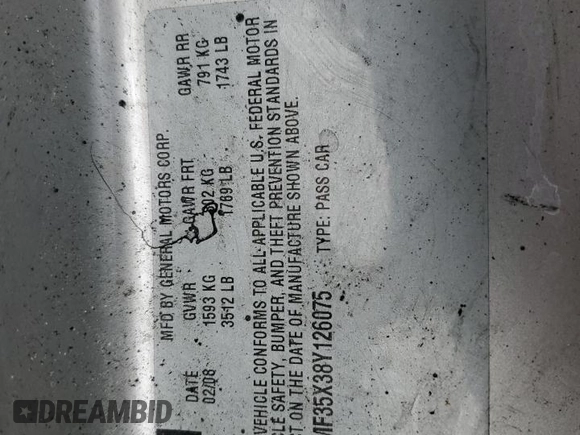 MFD BY GENERAL MOTORS CORP.
DATE GVWR GAWR FRT GAWR RR
02/08 1593 KG 802 KG 791 KG
3512 LB 1769 LB 1743 LB
VEHICLE CONFORMS TO ALL APPLICABLE U.S. FEDERAL MOTOR
CLE SAFETY, BUMPER, AND THEFT PREVENTION STANDARDS IN
CT ON THE DATE OF MANUFACTURE SHOWN ABOVE.
MF35X38Y126075 TYPE: PASS CAR
DREAMBID